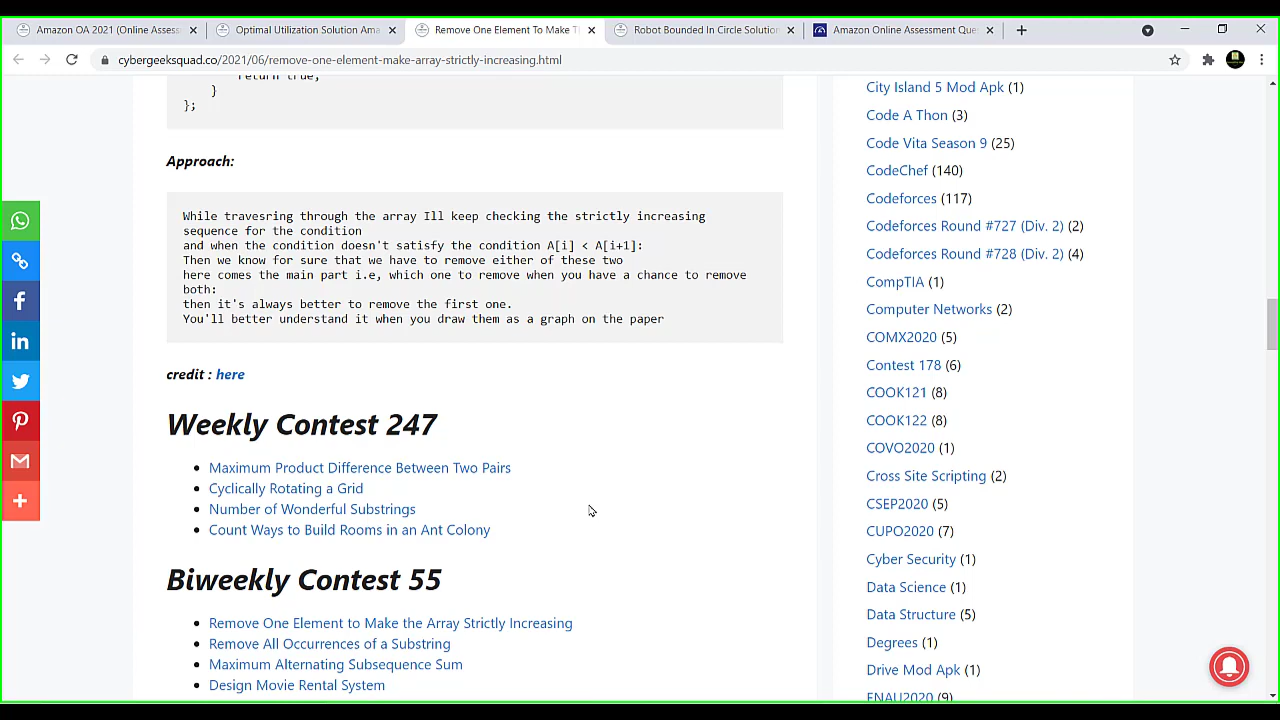 Amazon OA 2021 [Online Assess
Optimal Utilization Solution Ama
Remove One Element To Make T
Robot Bounded In Circle Solution
Amazon Online Assessment Que
cybergeeksquad.co/2021/06/remove-one-element-make-array-strictly-increasing.html
return true;
}
};
Approach:
While travesring through the array Ill keep checking the strictly increasing
sequence for the condition
and when the condition doesn't satisfy the condition A[i] < A[i+1]:
Then we know for sure that we have to remove either of these two
here comes the main part i.e, which one to remove when you have a chance to remove
both:
then it's always better to remove the first one.
You'll better understand it when you draw them as a graph on the paper
credit : here
Weekly Contest 247
Maximum Product Difference Between Two Pairs
Cyclically Rotating a Grid
Number of Wonderful Substrings
Count Ways to Build Rooms in an Ant Colony
Biweekly Contest 55
Remove One Element to Make the Array Strictly Increasing
Remove All Occurrences of a Substring
Maximum Alternating Subsequence Sum
Design Movie Rental System
City Island 5 Mod Apk (1)
Code A Thon (3)
Code Vita Season 9 (25)
CodeChef (140)
Codeforces (117)
Codeforces Round #727 (Div. 2) (2)
Codeforces Round #728 (Div. 2) (4)
CompTIA (1)
Computer Networks (2)
COMX2020 (5)
Contest 178 (6)
COOK121 (8)
COOK122 (8)
COVO2020 (1)
Cross Site Scripting (2)
CSEP2020 (5)
CUPO2020 (7)
Cyber Security (1)
Data Science (1)
Data Structure (5)
Degrees (1)
Drive Mod Apk (1)
ENAU2020 (9)